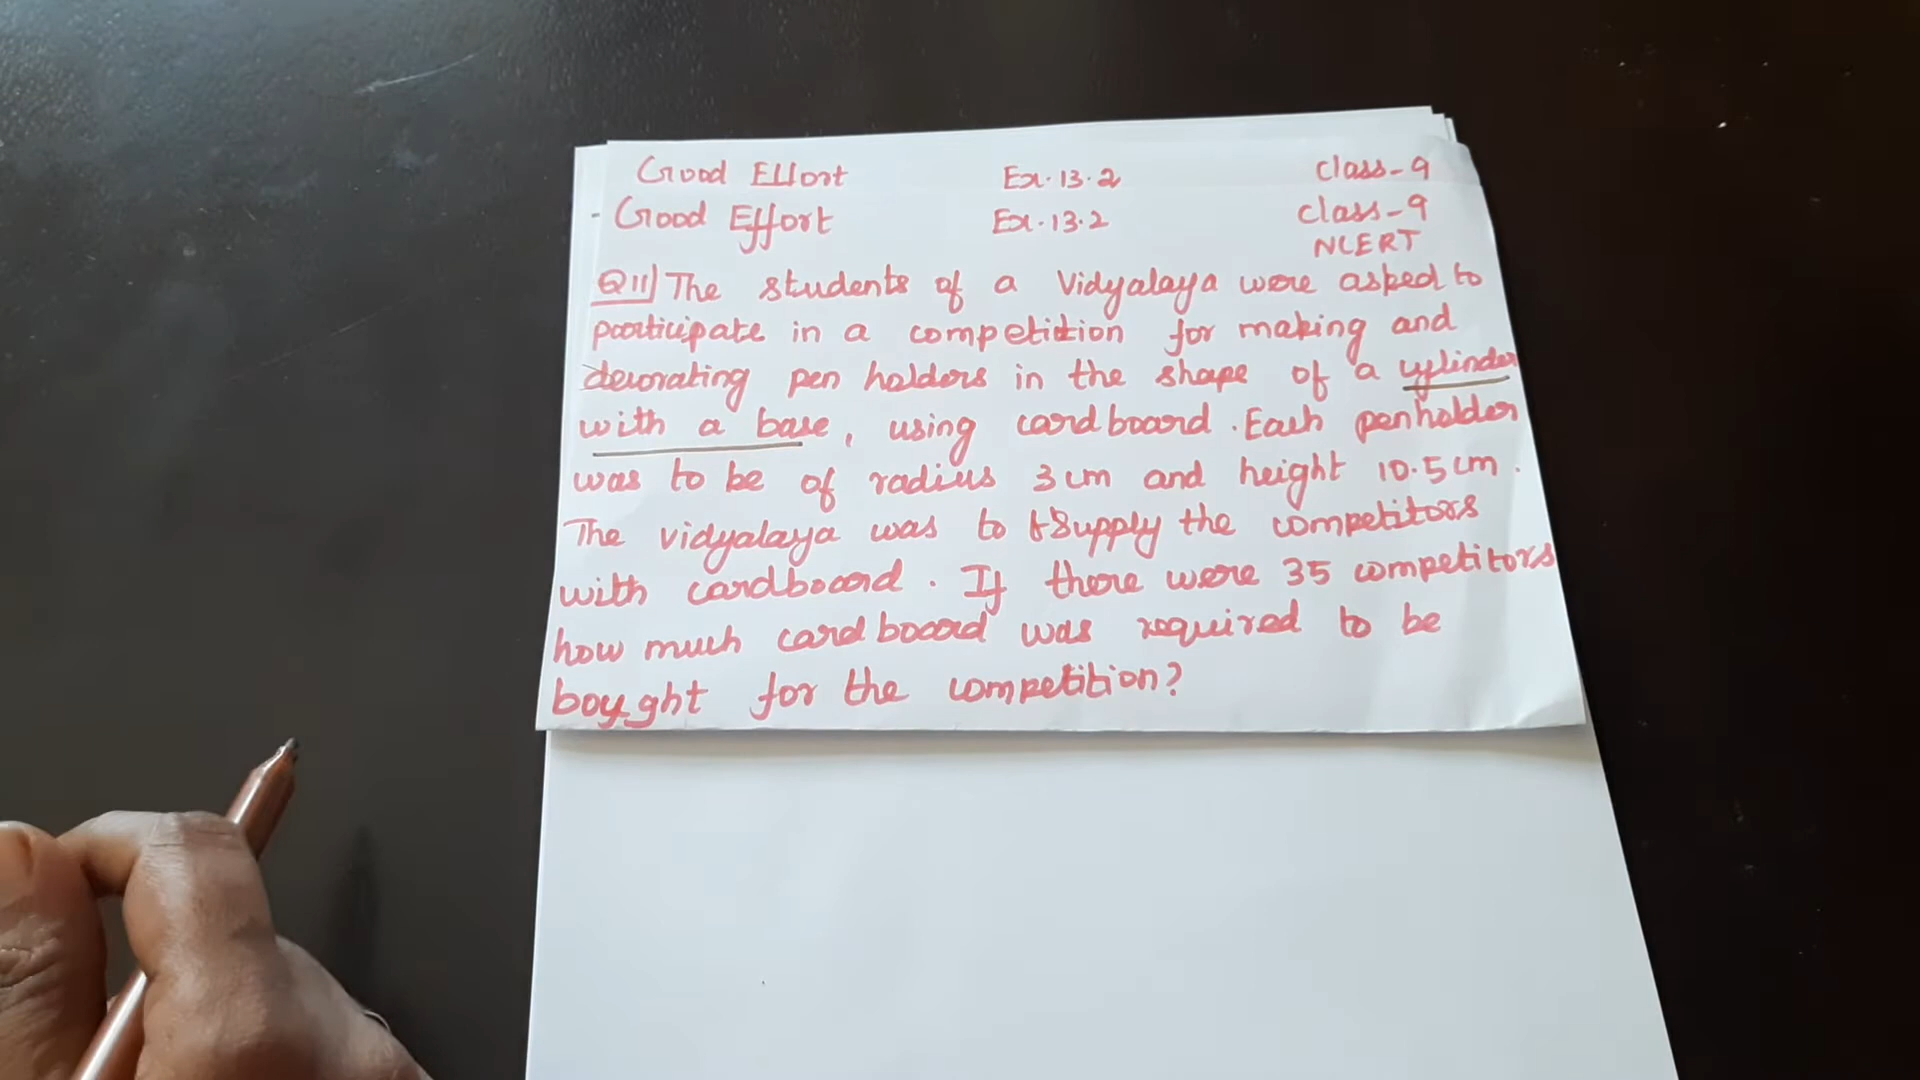 Good Effort Ex. 13.2 Class-9
Good Effort Ex. 13.2 Class-9
NCERT
Q11) The students of a Vidyalaya were asked to
participate in a competition for making and
decorating pen holders in the shape of a cylinder
with a base, using cardboard. Each penholder
was to be of radius 3cm and height 10.5cm.
The vidyalaya was to supply the competitors
with cardboard. If there were 35 competitors
how much cardboard was required to be
bought for the competition?